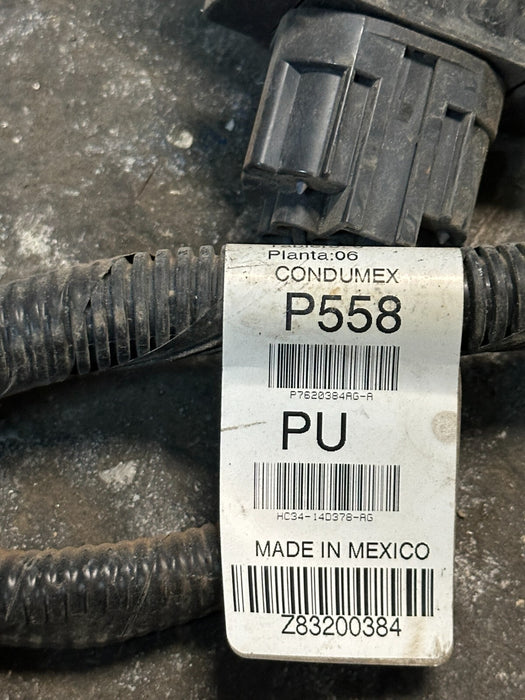 Planta:06
CONDUMEX
P558
P7620384AG-A
PU
HC34-14D378-AG
MADE IN MEXICO
Z83200384